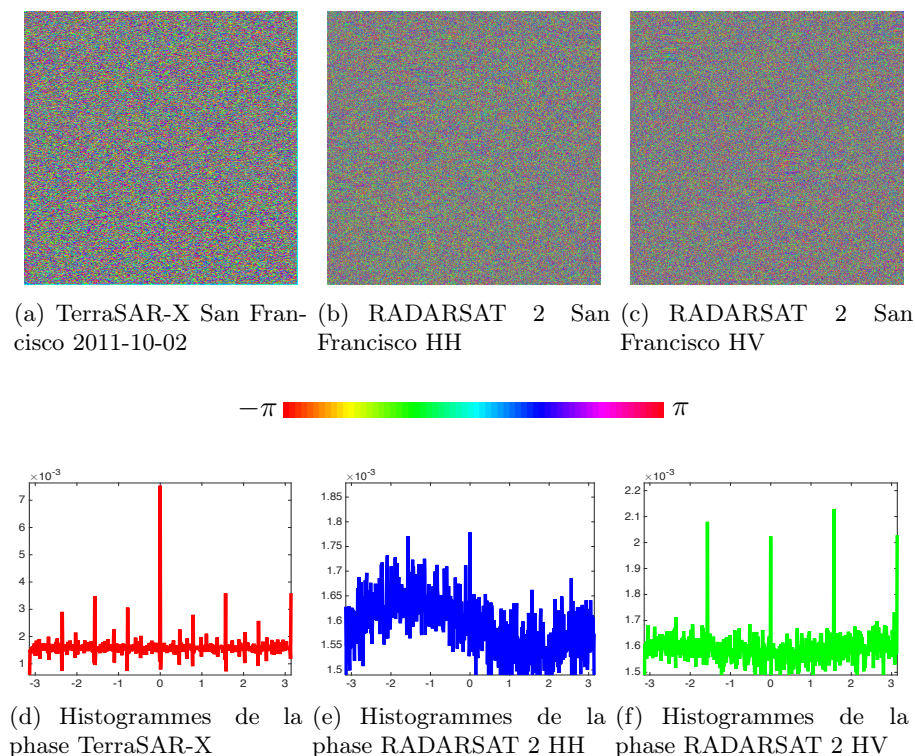 (a) TerraSAR-X San Fran-
cisco 2011-10-02
(b) RADARSAT 2 San
Francisco HH
(c) RADARSAT 2 San
Francisco HV
−π π
×10⁻³
7
6
5
4
3
2
1
-3 -2 -1 0 1 2 3
×10⁻³
1.85
1.8
1.75
1.7
1.65
1.6
1.55
1.5
-3 -2 -1 0 1 2 3
×10⁻³
2.2
2.1
2
1.9
1.8
1.7
1.6
1.5
-3 -2 -1 0 1 2 3
(d) Histogrammes de la
phase TerraSAR-X
(e) Histogrammes de la
phase RADARSAT 2 HH
(f) Histogrammes de la
phase RADARSAT 2 HV